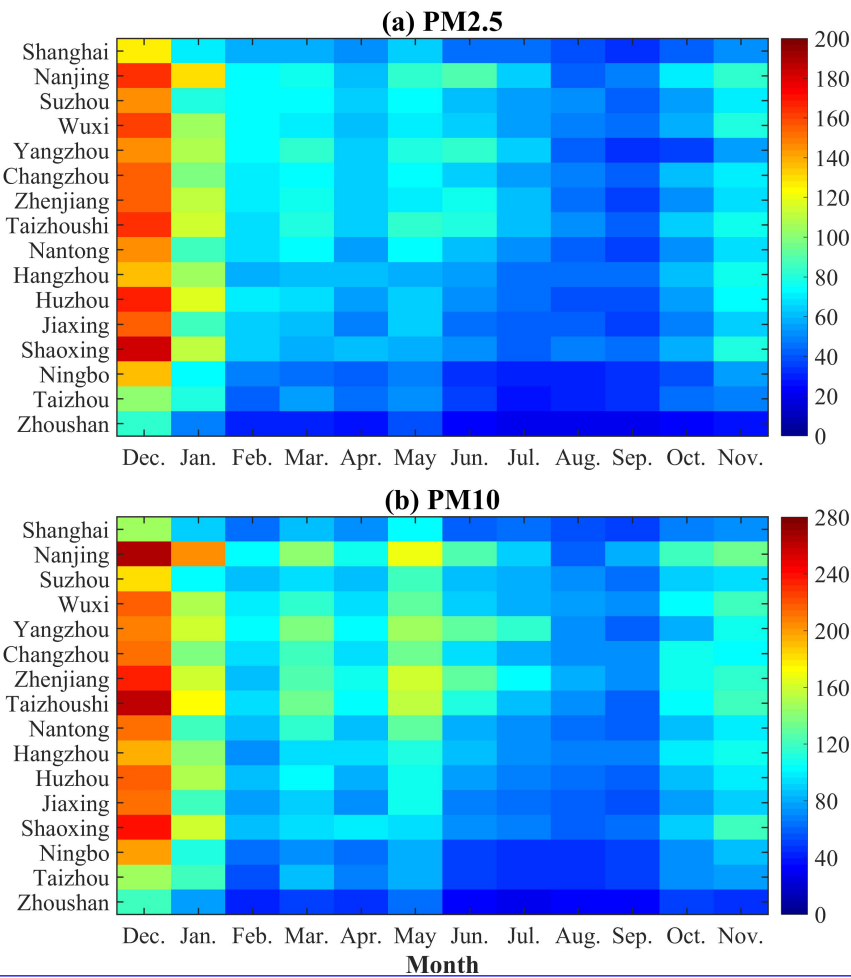 (a) PM2.5
Shanghai
Nanjing
Suzhou
Wuxi
Yangzhou
Changzhou
Zhenjiang
Taizhoushi
Nantong
Hangzhou
Huzhou
Jiaxing
Shaoxing
Ningbo
Taizhou
Zhoushan
Dec. Jan. Feb. Mar. Apr. May Jun. Jul. Aug. Sep. Oct. Nov.
200
180
160
140
120
100
80
60
40
20
0
(b) PM10
Shanghai
Nanjing
Suzhou
Wuxi
Yangzhou
Changzhou
Zhenjiang
Taizhoushi
Nantong
Hangzhou
Huzhou
Jiaxing
Shaoxing
Ningbo
Taizhou
Zhoushan
Dec. Jan. Feb. Mar. Apr. May Jun. Jul. Aug. Sep. Oct. Nov.
Month
280
240
200
160
120
80
40
0